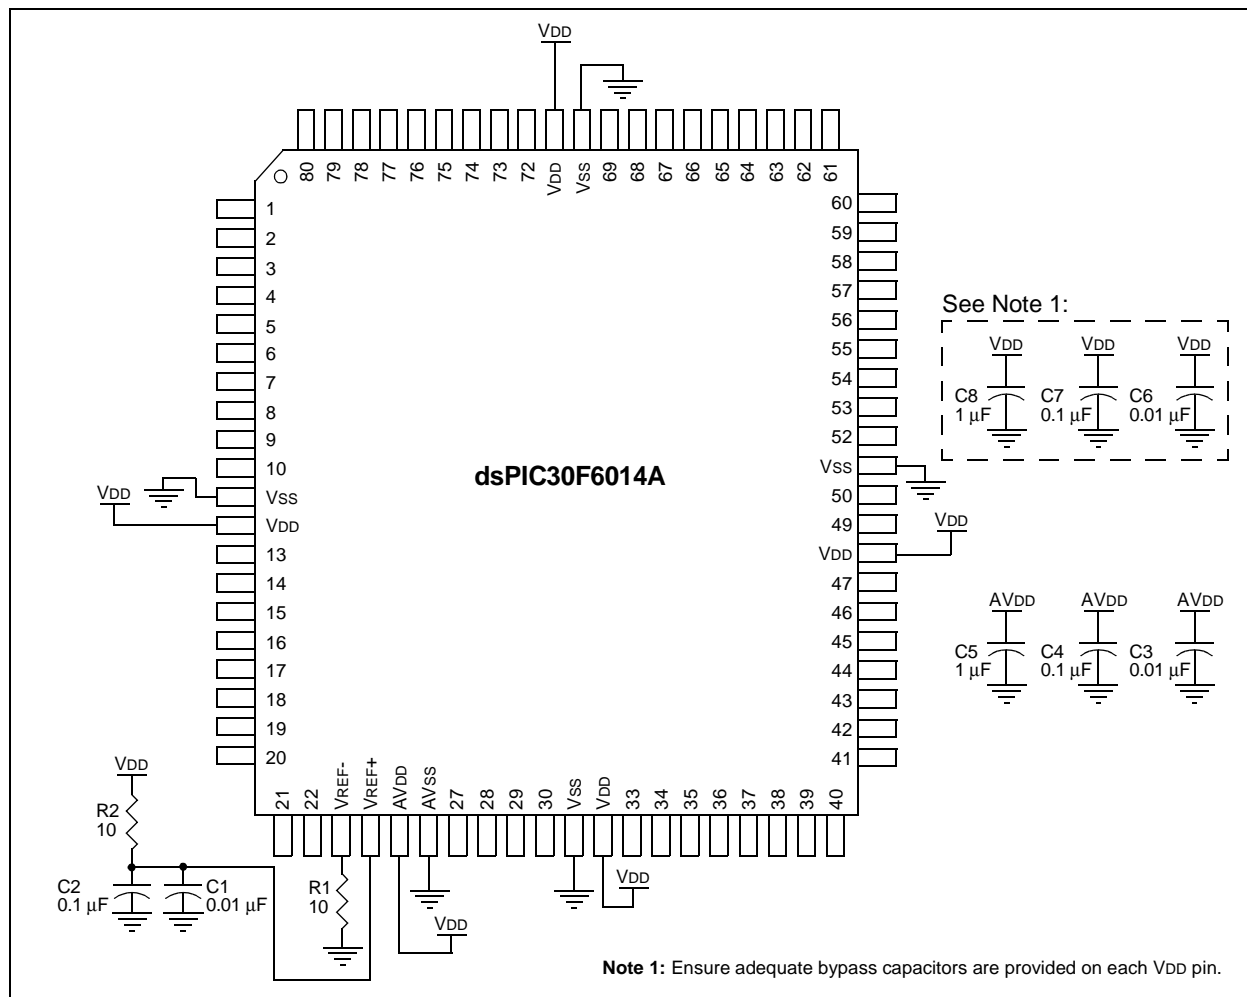 VDD
80 79 78 77 76 75 74 73 72 VDD VSS 69 68 67 66 65 64 63 62 61
1
2
3
4
5
6
7
8
9
10
VSS
VDD
VDD
13
14
15
16
17
18
19
20
dsPIC30F6014A
60
59
58
57
56
55
54
53
52
VSS
50
49
VDD
VDD
47
46
45
44
43
42
41
See Note 1:
VDD VDD VDD
C8 C7 C6
1 µF 0.1 µF 0.01 µF
AVDD AVDD AVDD
C5 C4 C3
1 µF 0.1 µF 0.01 µF
21 22 VREF- VREF+ AVDD AVSS 27 28 29 30 VSS VDD 33 34 35 36 37 38 39 40
VDD
R2
10
C2 C1
0.1 µF 0.01 µF
R1
10
VDD
VDD
Note 1: Ensure adequate bypass capacitors are provided on each VDD pin.